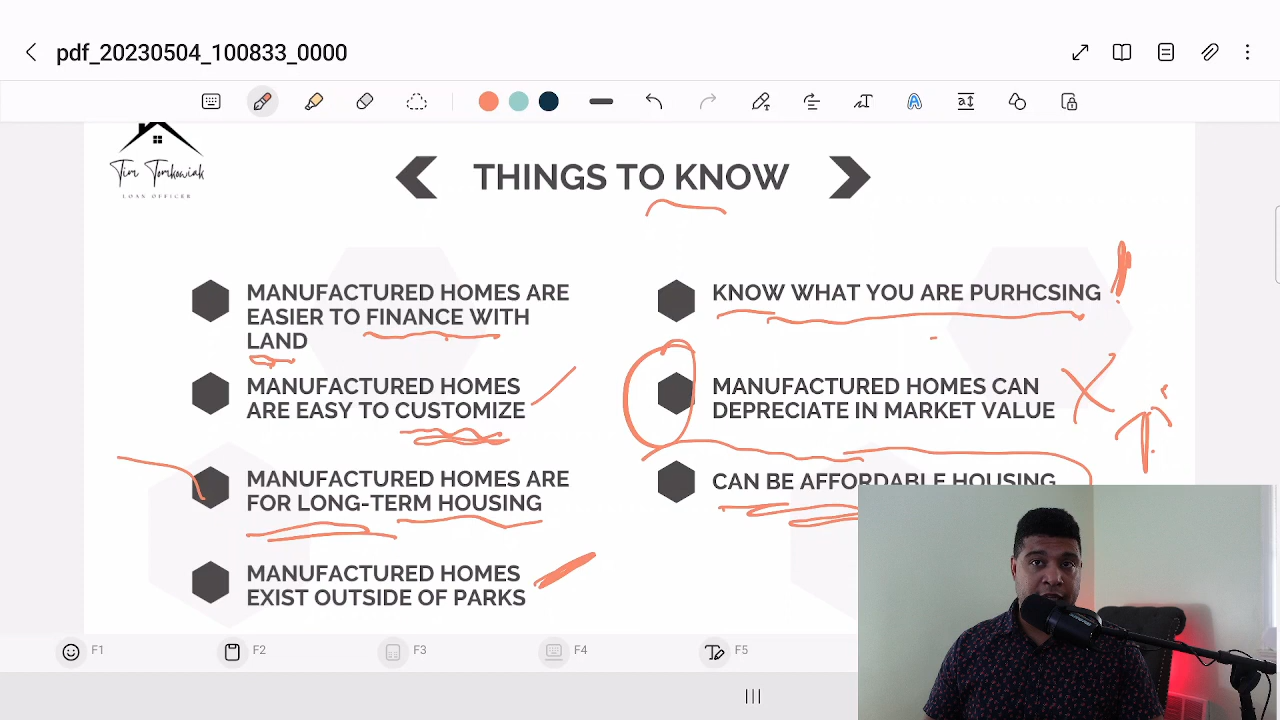 pdf_20230504_100833_0000
LOAN OFFICER
THINGS TO KNOW
MANUFACTURED HOMES ARE
EASIER TO FINANCE WITH
LAND
MANUFACTURED HOMES
ARE EASY TO CUSTOMIZE
MANUFACTURED HOMES ARE
FOR LONG-TERM HOUSING
MANUFACTURED HOMES
EXIST OUTSIDE OF PARKS
KNOW WHAT YOU ARE PURHCSING
MANUFACTURED HOMES CAN
DEPRECIATE IN MARKET VALUE
CAN BE AFFORDABLE HOUSING
F1
F2
F3
F4
F5